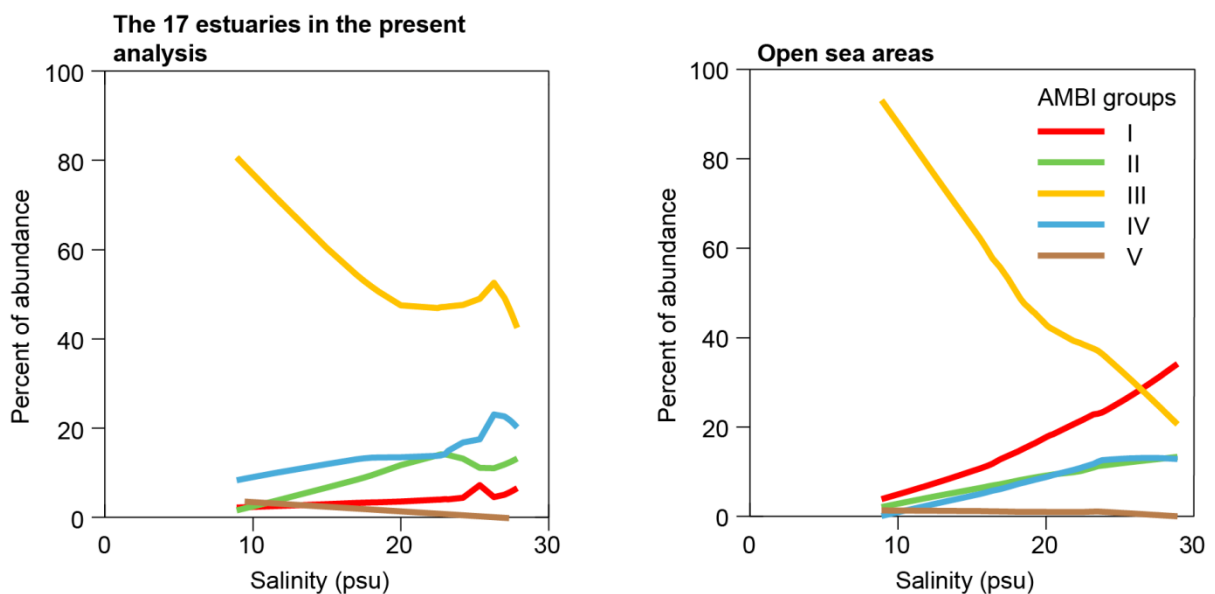 The 17 estuaries in the present
analysis
100
80
60
40
20
0
0
10
20
30
Percent of abundance
Salinity (psu)
Open sea areas
100
80
60
40
20
0
0
10
20
30
Percent of abundance
Salinity (psu)
AMBI groups
I
II
III
IV
V